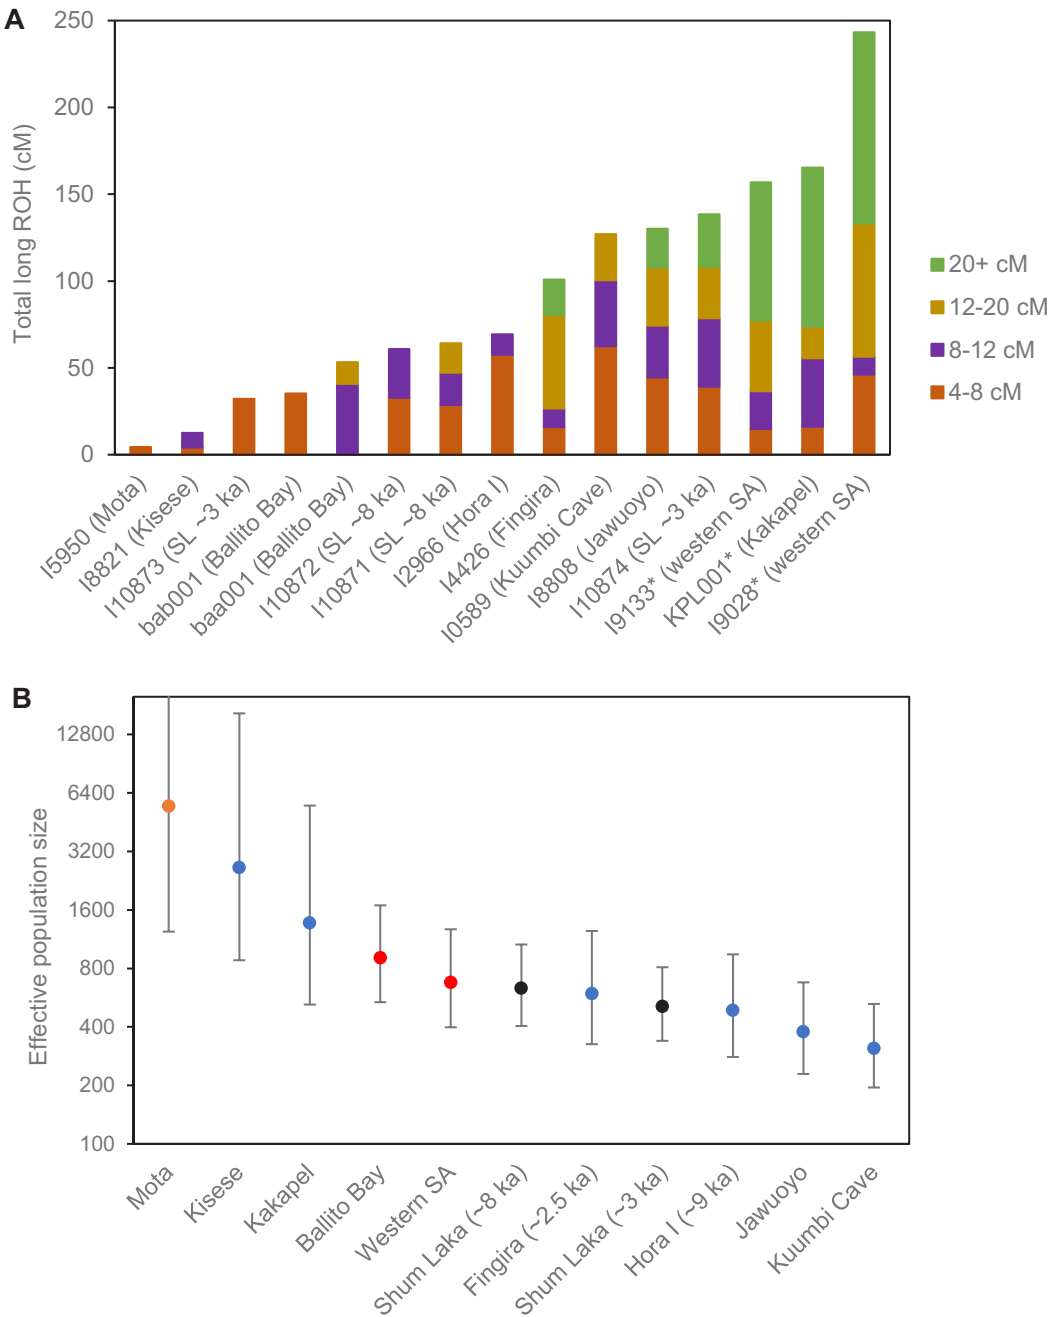 A
250
200
150
100
50
0
Total long ROH (cM)
20+ cM
12-20 cM
8-12 cM
4-8 cM
I5950 (Mota)
I8821 (Kisese)
I10873 (SL ~3 ka)
bab001 (Ballito Bay)
baa001 (Ballito Bay)
I10872 (SL ~8 ka)
I10871 (SL ~8 ka)
I2966 (Hora I)
I4426 (Fingira)
I0589 (Kuumbi Cave)
I8808 (Jawuoyo)
I10874 (SL ~3 ka)
I9133* (western SA)
KPL001* (Kakapel)
I9028* (western SA)
B
12800
6400
3200
1600
800
400
200
100
Effective population size
Mota
Kisese
Kakapel
Ballito Bay
Western SA
Shum Laka (~8 ka)
Fingira (~2.5 ka)
Shum Laka (~3 ka)
Hora I (~9 ka)
Jawuoyo
Kuumbi Cave